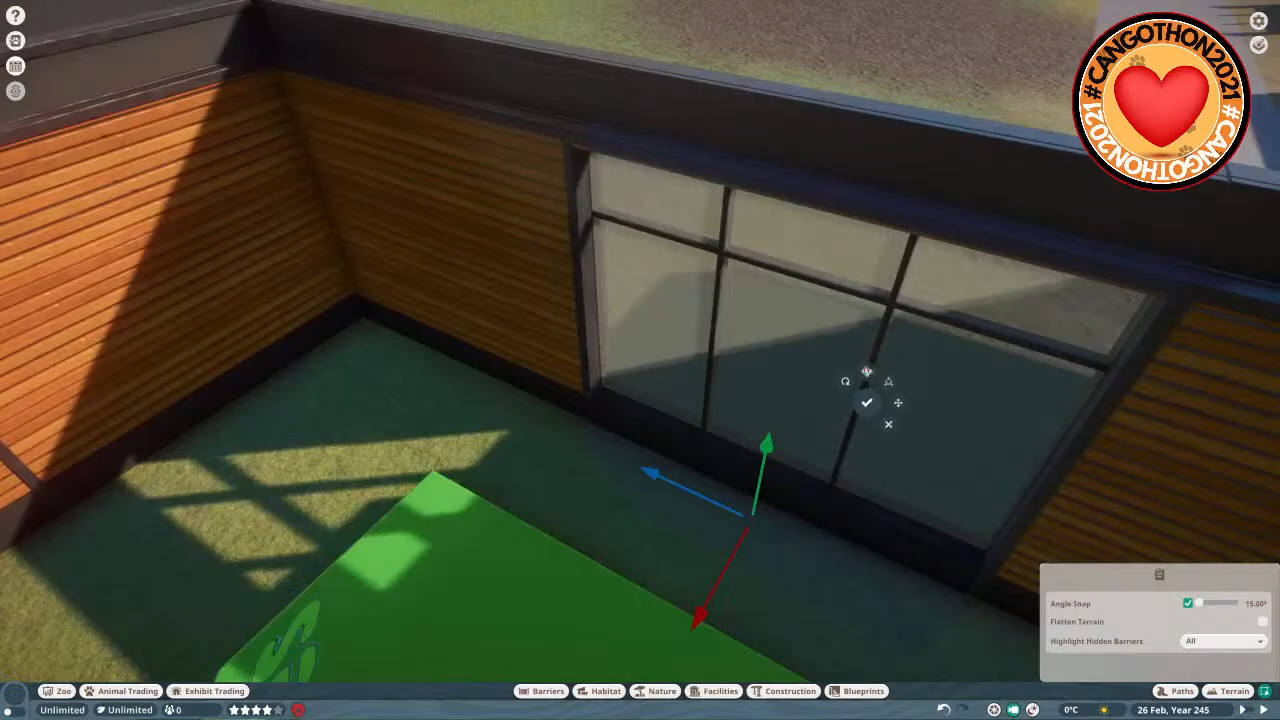 ?
#CANGOTHON2021
#CANGOTHON2021
Angle Snap 15.00°
Flatten Terrain
Highlight Hidden Barriers All
Zoo Animal Trading Exhibit Trading Barriers Habitat Nature Facilities Construction Blueprints Paths Terrain
Unlimited Unlimited 0 0°C 26 Feb, Year 245